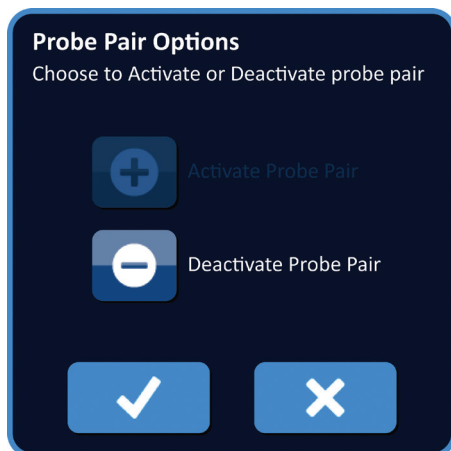 Probe Pair Options
Choose to Activate or Deactivate probe pair
Activate Probe Pair
Deactivate Probe Pair